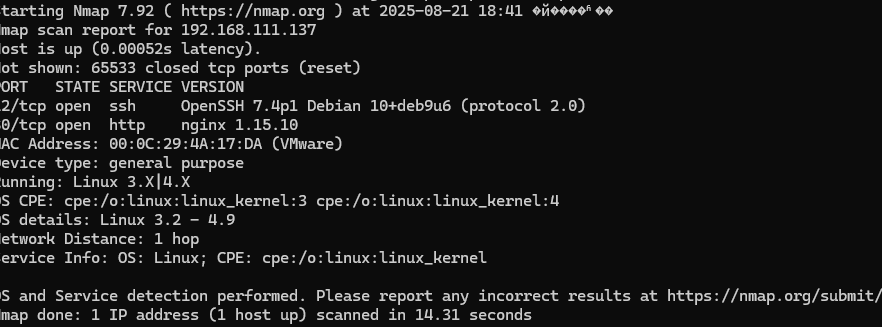 starting Nmap 7.92 ( https://nmap.org ) at 2025-08-21 18:41
map scan report for 192.168.111.137
ost is up (0.00052s latency).
ot shown: 65533 closed tcp ports (reset)
ORT   STATE SERVICE VERSION
2/tcp open  ssh     OpenSSH 7.4p1 Debian 10+deb9u6 (protocol 2.0)
0/tcp open  http    nginx 1.15.10
AC Address: 00:0C:29:4A:17:DA (VMware)
evice type: general purpose
unning: Linux 3.X|4.X
S CPE: cpe:/o:linux:linux_kernel:3 cpe:/o:linux:linux_kernel:4
S details: Linux 3.2 - 4.9
etwork Distance: 1 hop
ervice Info: OS: Linux; CPE: cpe:/o:linux:linux_kernel
S and Service detection performed. Please report any incorrect results at https://nmap.org/submit/
map done: 1 IP address (1 host up) scanned in 14.31 seconds